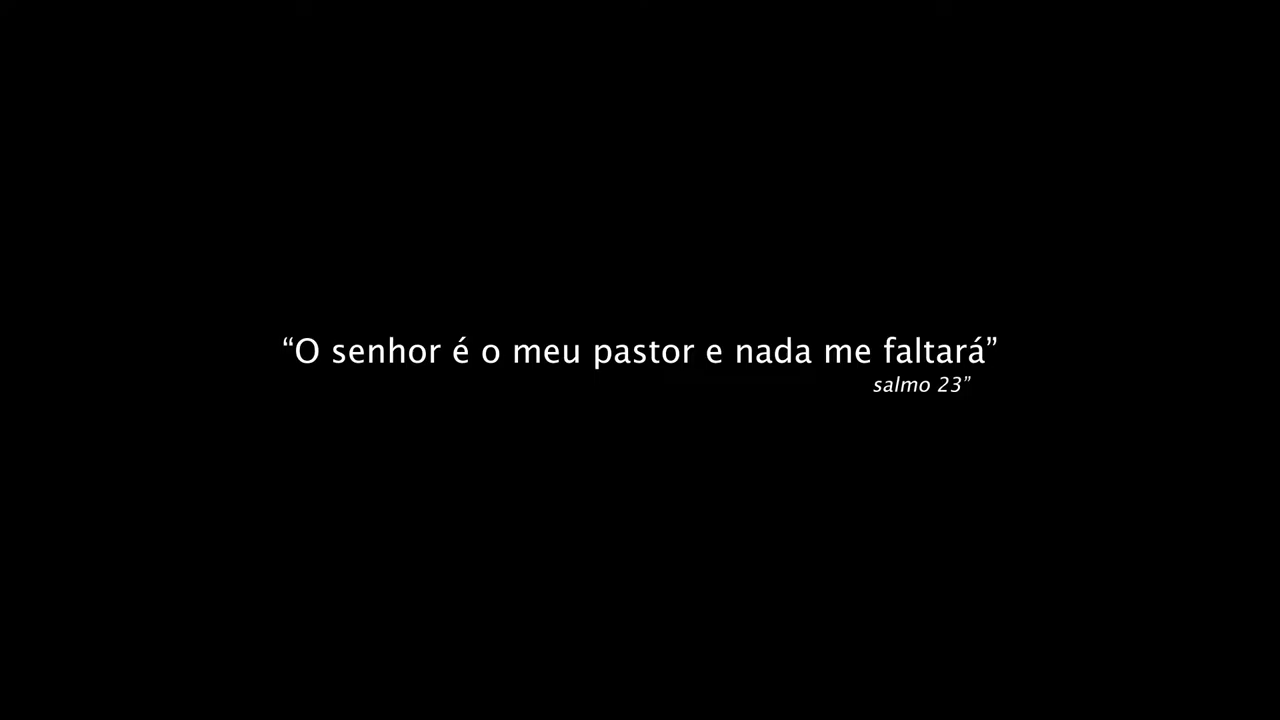 “O senhor é o meu pastor e nada me faltará”
salmo 23”